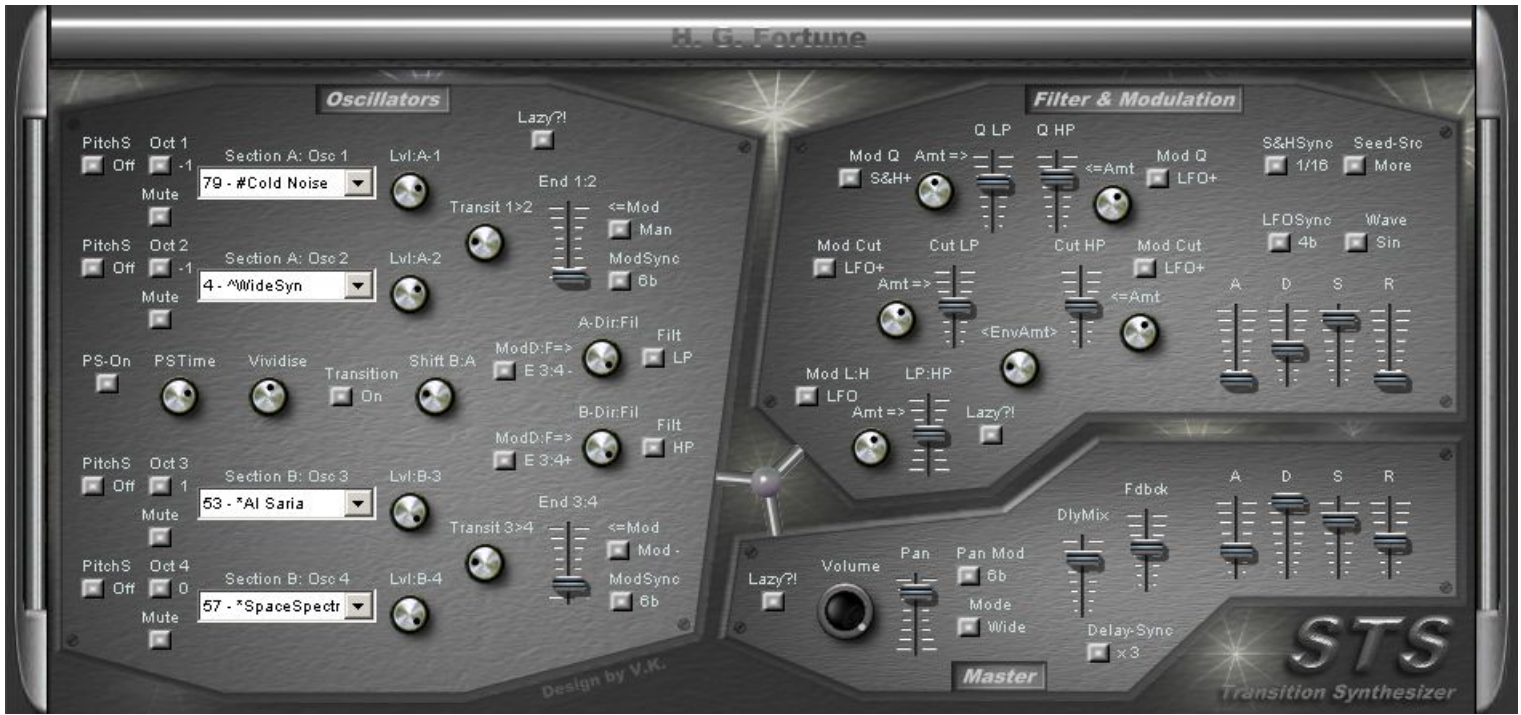 H. G. Fortune
Oscillators
Lazy?!
PitchS Oct 1
Off -1
Section A: Osc 1
79 - #Cold Noise
Lvl:A-1
Mute
End 1:2
Transit 1>2
<=Mod
Man
PitchS Oct 2
Off -1
Section A: Osc 2
4 - ^WideSyn
Lvl:A-2
ModSync
6b
Mute
A-Dir:Fil
ModD:F=>
E 3:4 -
Filt
LP
PS-On PSTime Vividise
Transition
On
Shift B:A
B-Dir:Fil
ModD:F=>
E 3:4+
Filt
HP
PitchS Oct 3
Off 1
Section B: Osc 3
53 - *Al Saria
Lvl:B-3
Mute
End 3:4
Transit 3>4
<=Mod
Mod -
PitchS Oct 4
Off 0
Section B: Osc 4
57 - *SpaceSpectr
Lvl:B-4
ModSync
6b
Mute
Design by V.K.
Filter & Modulation
Q LP Q HP
Mod Q Amt =>
S&H+
<=Amt Mod Q
LFO+
S&HSync Seed-Src
1/16 More
LFOSync Wave
4b Sin
Mod Cut Cut LP
LFO+
Cut HP Mod Cut
LFO+
Amt =>
<=Amt
<EnvAmt>
A D S R
Mod L:H LP:HP
LFO
Amt => Lazy?!
A D S R
Fdbck
DlyMix
Lazy?! Volume Pan Pan Mod
6b
Mode
Wide
Delay-Sync
x 3
Master
STS
Transition Synthesizer